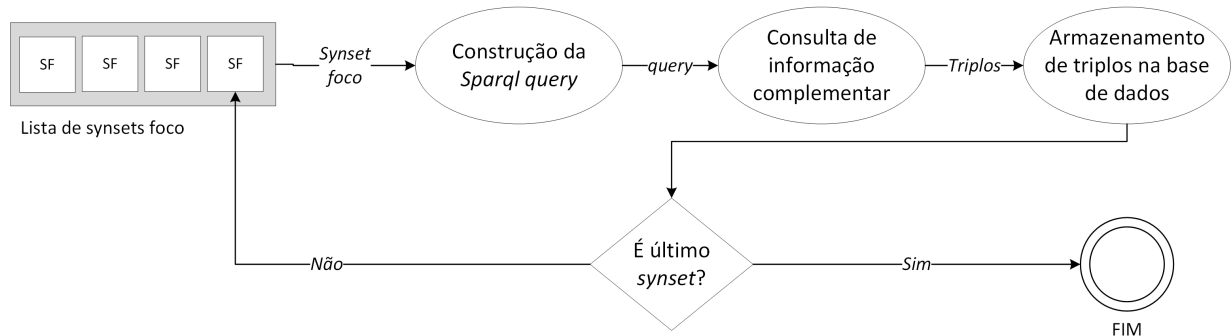 SF
SF
SF
SF
Lista de synsets foco
Synset
foco
Construção da
Sparql query
query
Consulta de
informação
complementar
Triplos
Armazenamento
de triplos na base
de dados
É último
synset?
Não
Sim
FIM